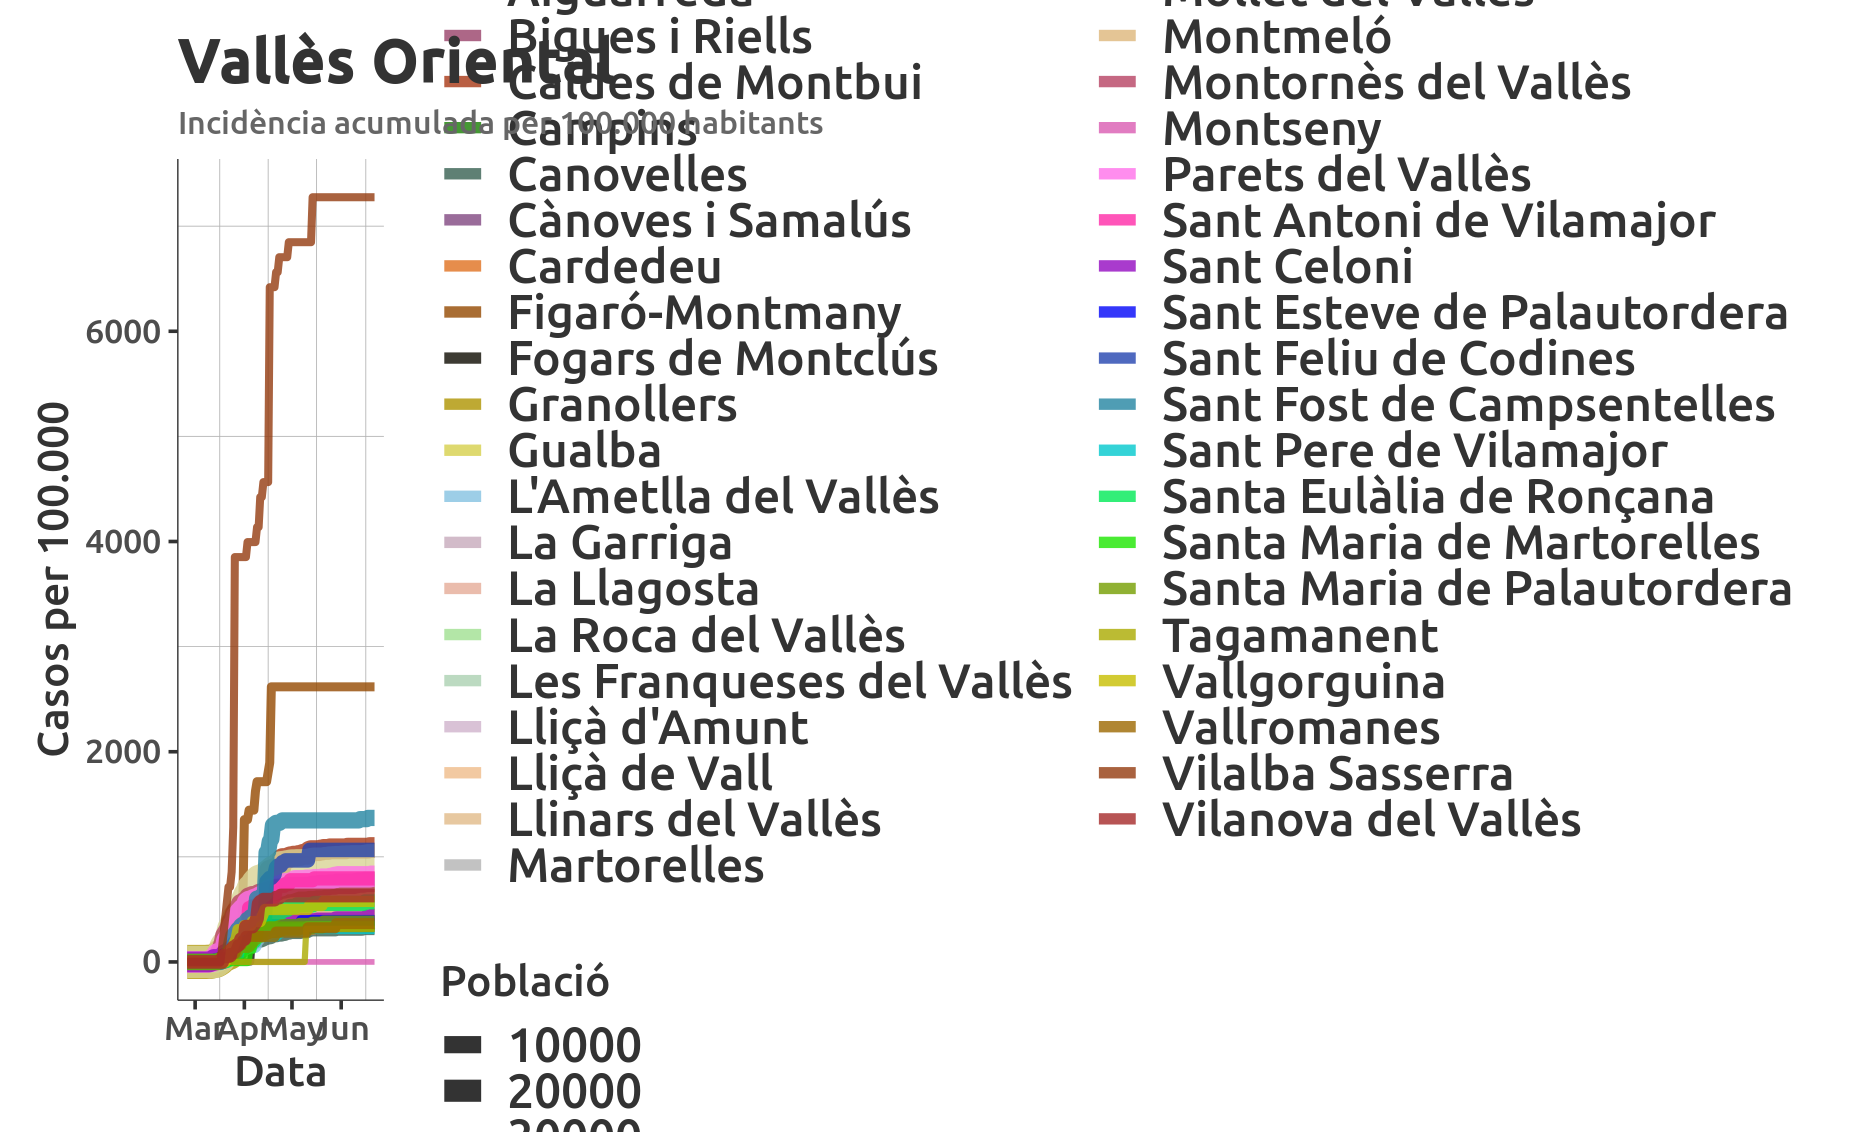 Vallès Oriental
Incidència acumulada per 100.000 habitants
Casos per 100.000
6000
4000
2000
0
Mar
Apr
May
Jun
Data
Aiguafreda
Bigues i Riells
Caldes de Montbui
Campins
Canovelles
Cànoves i Samalús
Cardedeu
Figaró-Montmany
Fogars de Montclús
Granollers
Gualba
L'Ametlla del Vallès
La Garriga
La Llagosta
La Roca del Vallès
Les Franqueses del Vallès
Lliçà d'Amunt
Lliçà de Vall
Llinars del Vallès
Martorelles
Mollet del Vallès
Montmeló
Montornès del Vallès
Montseny
Parets del Vallès
Sant Antoni de Vilamajor
Sant Celoni
Sant Esteve de Palautordera
Sant Feliu de Codines
Sant Fost de Campsentelles
Sant Pere de Vilamajor
Santa Eulàlia de Ronçana
Santa Maria de Martorelles
Santa Maria de Palautordera
Tagamanent
Vallgorguina
Vallromanes
Vilalba Sasserra
Vilanova del Vallès
Població
10000
20000
30000